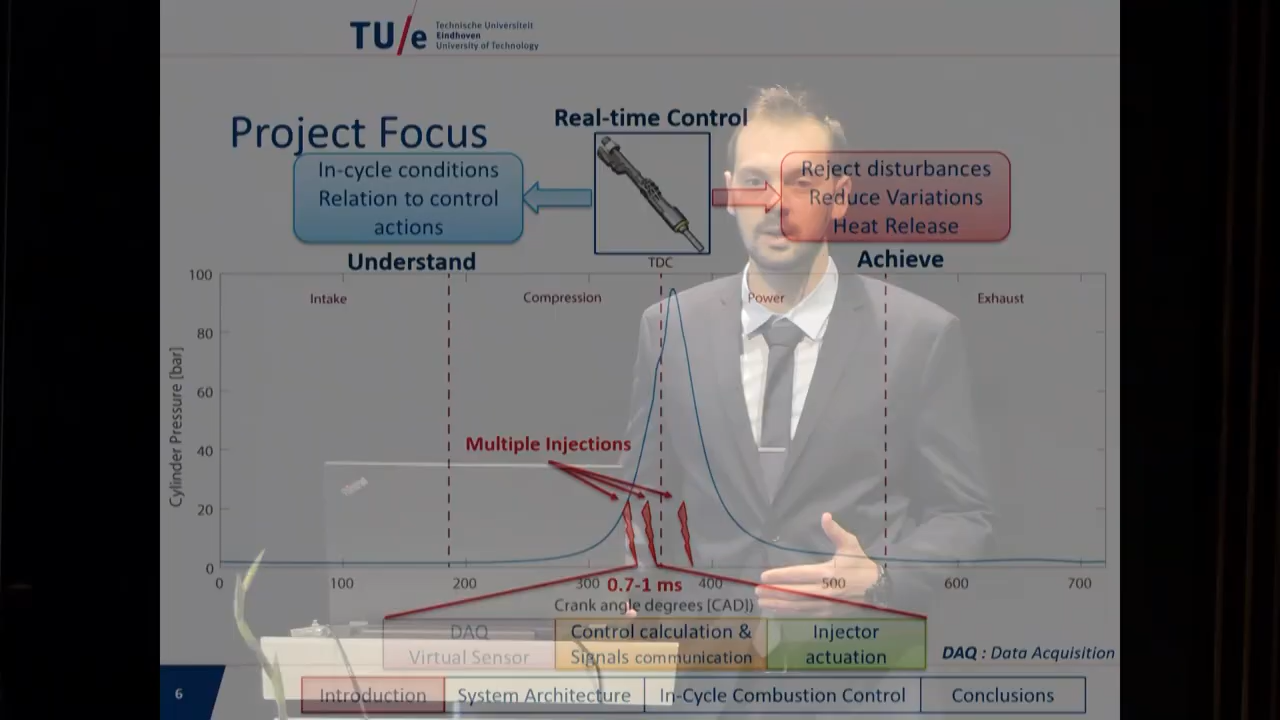 TU/e
Technische Universiteit
Eindhoven
University of Technology
Project Focus
Real-time Control
In-cycle conditions
Relation to control
actions
Reject disturbances
Reduce Variations
Heat Release
Understand
TDC
Achieve
Intake
Compression
Power
Exhaust
Cylinder Pressure [bar]
100
80
60
40
20
0
Multiple Injections
0
100
200
300
400
500
600
700
0.7-1 ms
Crank angle degrees [CAD])
DAQ
Virtual Sensor
Control calculation &
Signals communication
Injector
actuation
DAQ : Data Acquisition
6
Introduction
System Architecture
In-Cycle Combustion Control
Conclusions